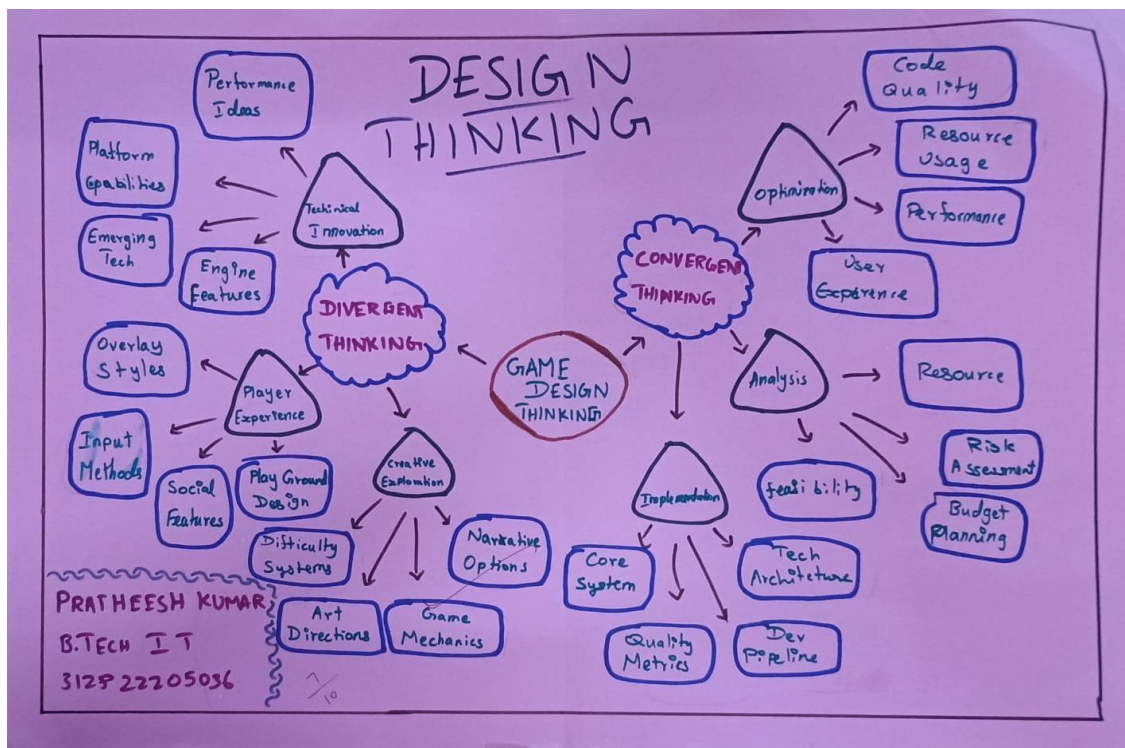 DESIGN
THINKING
Performance
Ideas
Platform
Capabilities
Emerging
Tech
Engine
Features
Techinical
Innovation
DIVERGENT
THINKING
Overlay
Styles
Input
Methods
Social
Features
Play Ground
Design
Player
Experience
Creative
Exploration
Difficulty
Systems
Art
Directions
Game
Mechanics
Narrative
Options
GAME
DESIGN
THINKING
CONVERGENT
THINKING
Optimization
Code
Quality
Resource
Usage
Performance
User
Experience
Analysis
Resource
Risk
Assessment
Budget
Planning
feasibility
Implementation
Core
System
Quality
Metrics
Dev
Pipeline
Tech
Architeture
PRATHEESH KUMAR
B.TECH IT
7/10